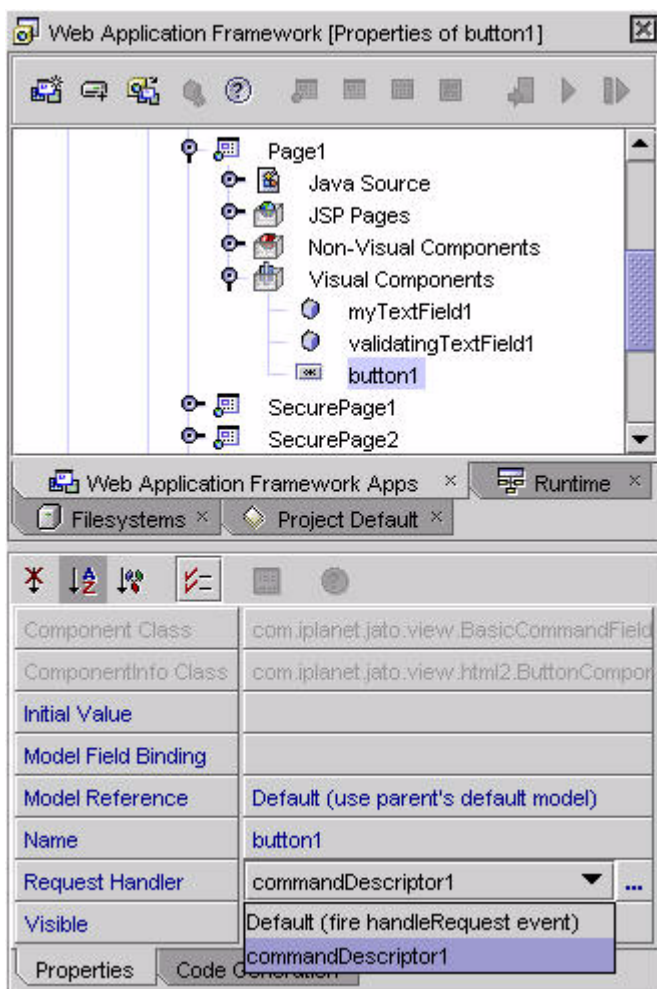 Web Application Framework [Properties of button1]
Page1
Java Source
JSP Pages
Non-Visual Components
Visual Components
myTextField1
validatingTextField1
button1
SecurePage1
SecurePage2
Web Application Framework Apps
Runtime
Filesystems
Project Default
Component Class com.iplanet.jato.view.BasicCommandField
ComponentInfo Class com.iplanet.jato.view.html2.ButtonCompon
Initial Value
Model Field Binding
Model Reference Default (use parent's default model)
Name button1
Request Handler commandDescriptor1 ...
Visible Default (fire handleRequest event)
commandDescriptor1
Properties Code Generation